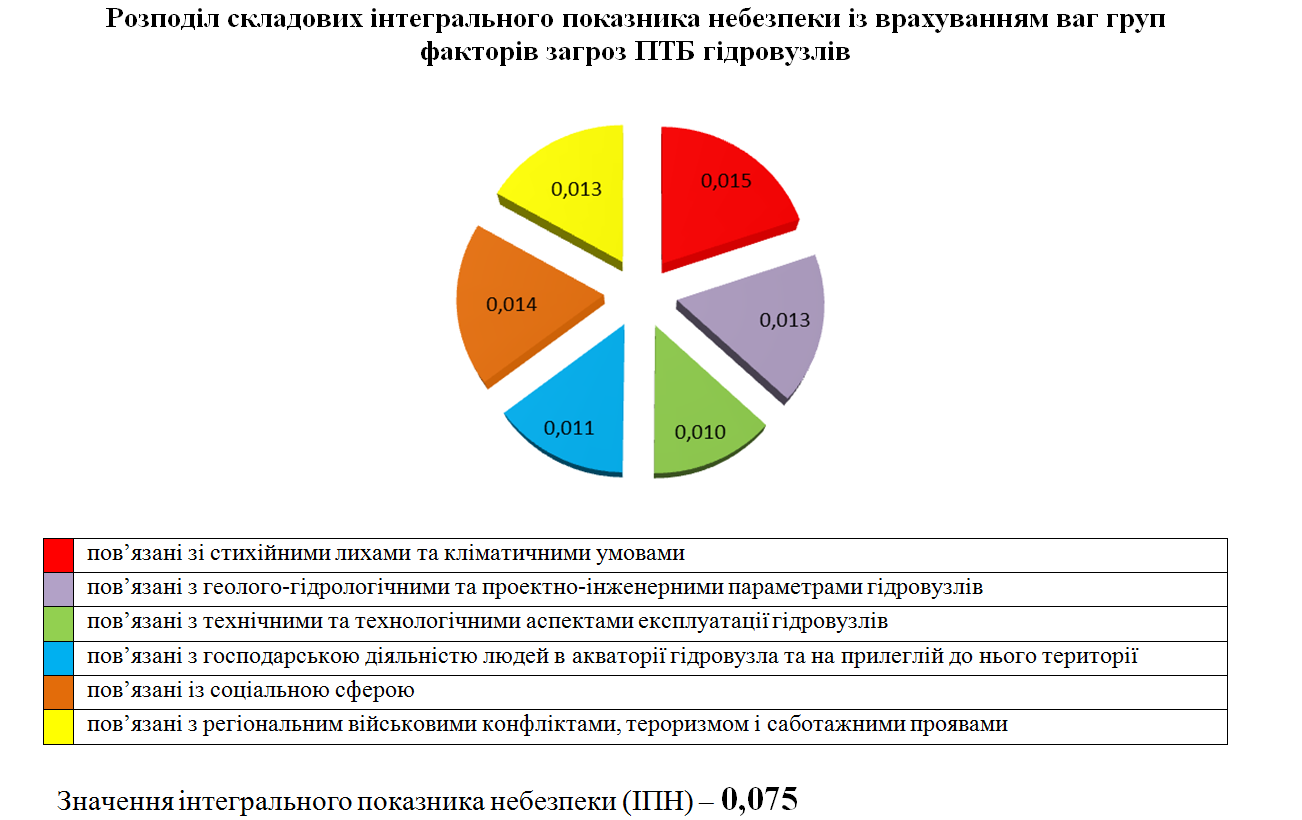 Розподіл складових інтегрального показника небезпеки із врахуванням ваг груп
факторів загроз ПТБ гідровузлів
0,013
0,015
0,014
0,013
0,011
0,010
пов’язані зі стихійними лихами та кліматичними умовами
пов’язані з геолого-гідрологічними та проектно-інженерними параметрами гідровузлів
пов’язані з технічними та технологічними аспектами експлуатації гідровузлів
пов’язані з господарською діяльністю людей в акваторії гідровузла та на прилеглій до нього території
пов’язані із соціальною сферою
пов’язані з регіональним військовими конфліктами, тероризмом і саботажними проявами
Значення інтегрального показника небезпеки (ІПН) – 0,075